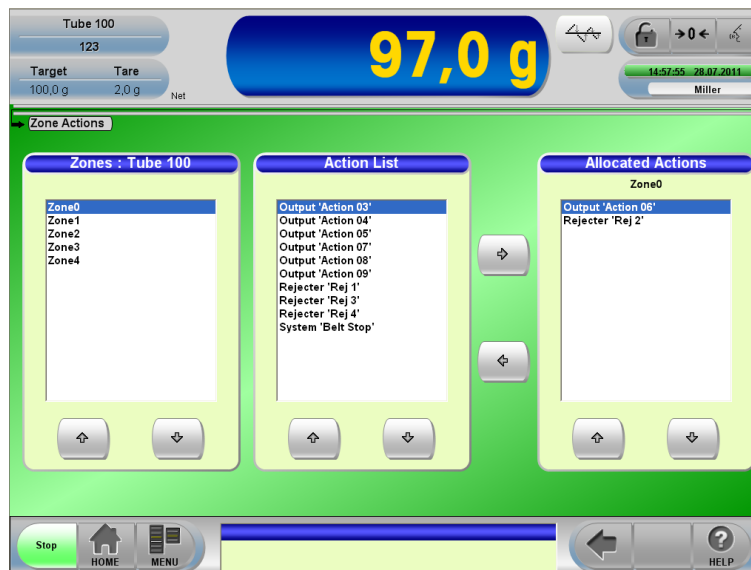 Tube 100
123
Target Tare
100,0 g 2,0 g
Net
97,0 g
→0←
14:57:55 28.07.2011
Miller
Zone Actions
Zones : Tube 100
Zone0
Zone1
Zone2
Zone3
Zone4
Action List
Output 'Action 03'
Output 'Action 04'
Output 'Action 05'
Output 'Action 07'
Output 'Action 08'
Output 'Action 09'
Rejecter 'Rej 1'
Rejecter 'Rej 3'
Rejecter 'Rej 4'
System 'Belt Stop'
Allocated Actions
Zone0
Output 'Action 06'
Rejecter 'Rej 2'
Stop
HOME
MENU
?
HELP